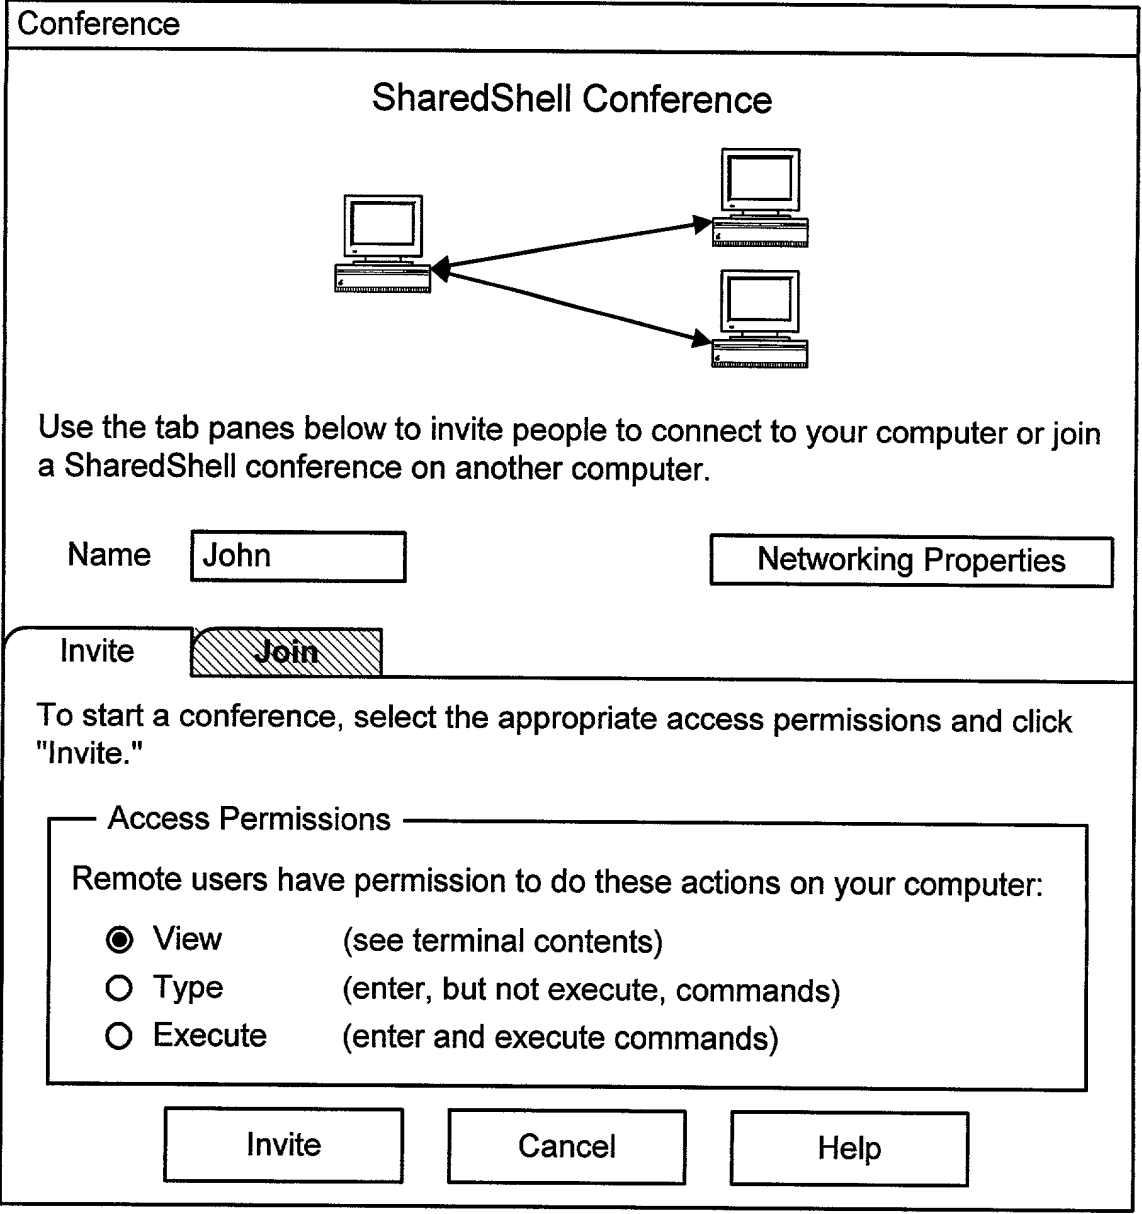 Conference
SharedShell Conference
Use the tab panes below to invite people to connect to your computer or join
a SharedShell conference on another computer.
Name John Networking Properties
Invite Join
To start a conference, select the appropriate access permissions and click
"Invite."
Access Permissions
Remote users have permission to do these actions on your computer:
View (see terminal contents)
Type (enter, but not execute, commands)
Execute (enter and execute commands)
Invite Cancel Help